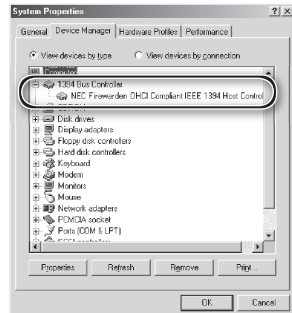 System Properties
General Device Manager Hardware Profiles Performance
View devices by type View devices by connection
Computer
1394 Bus Controller
NEC Firewarden OHCI Compliant IEEE 1394 Host Control
CDROM
Disk drives
Display adapters
Floppy disk controllers
Hard disk controllers
Keyboard
Modem
Monitors
Mouse
Network adapters
PCMCIA socket
Ports (COM & LPT)
Properties Refresh Remove Print...
OK Cancel